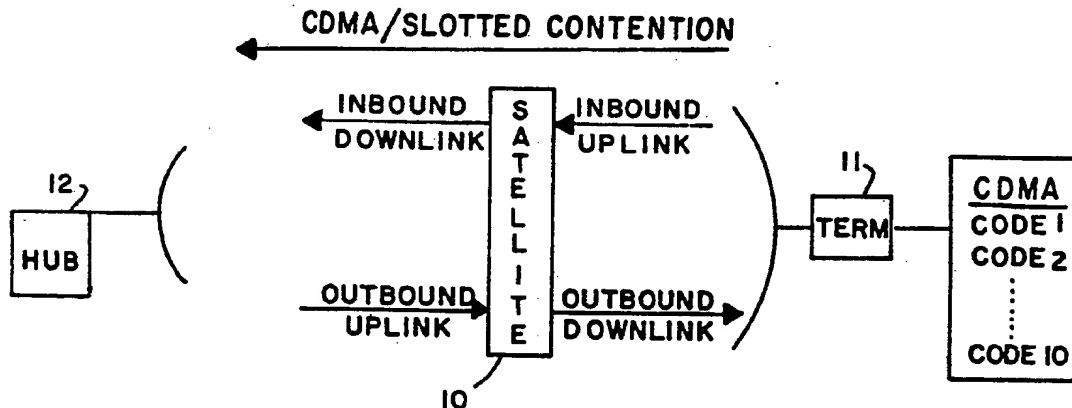 CDMA/SLOTTED CONTENTION
INBOUND
DOWNLINK
SATELLITE
INBOUND
UPLINK
12
HUB
11
TERM
CDMA
CODE 1
CODE 2
CODE 10
OUTBOUND
UPLINK
OUTBOUND
DOWNLINK
10